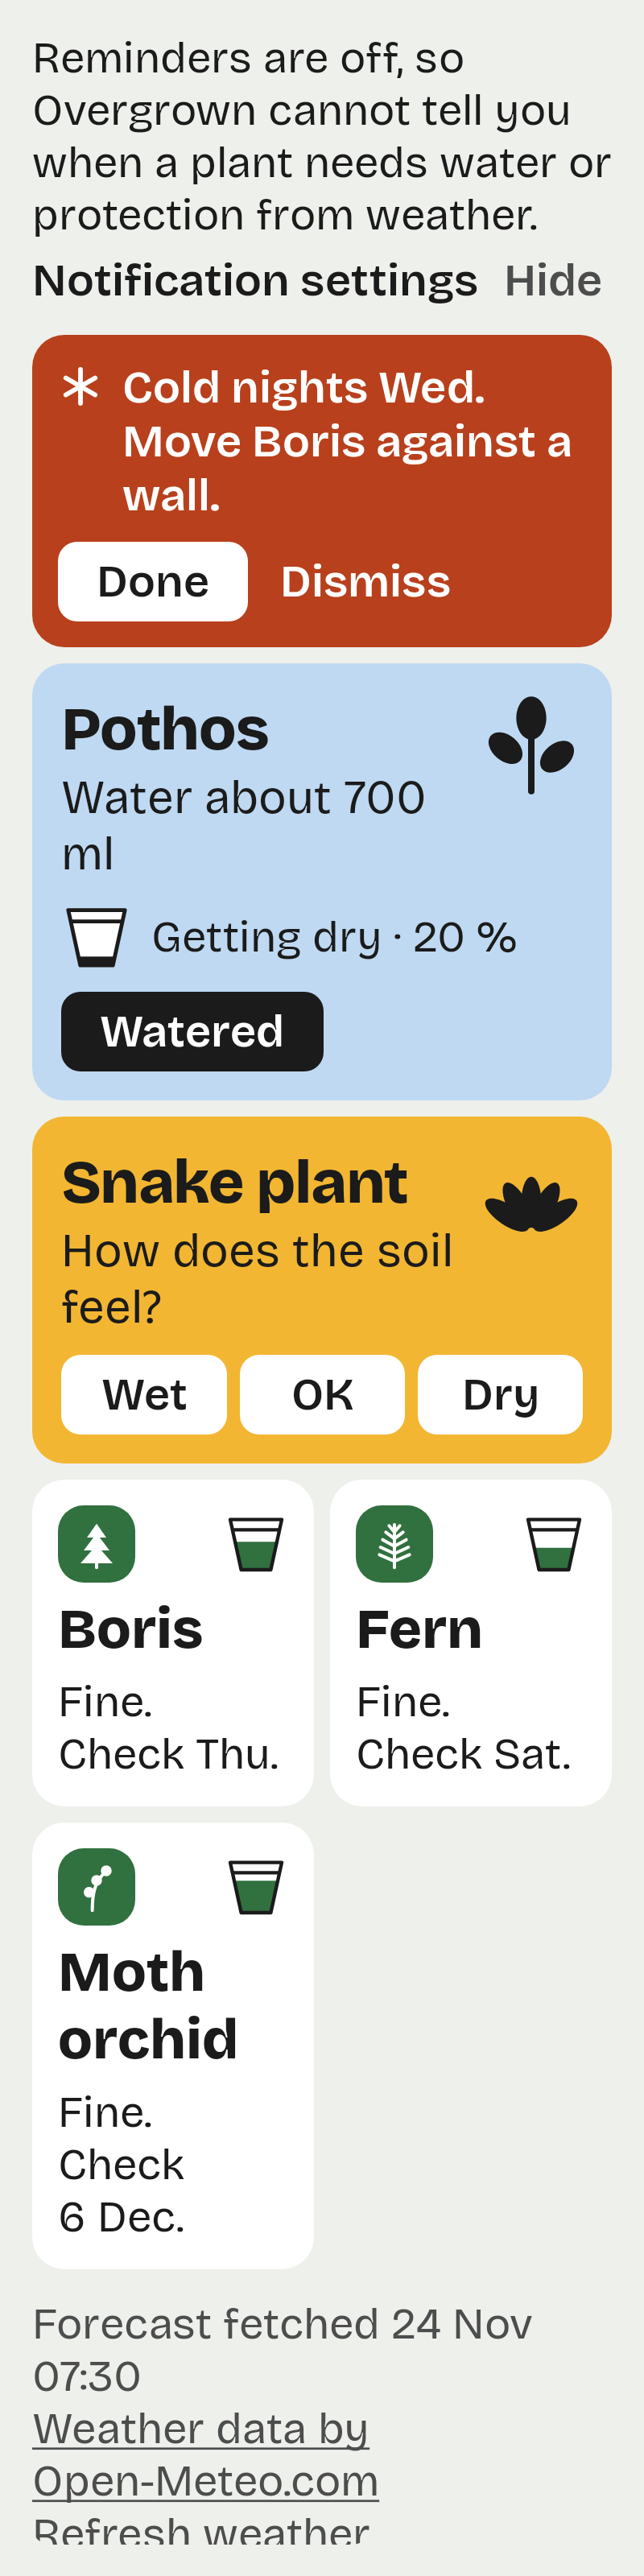 Reminders are off, so
Overgrown cannot tell you
when a plant needs water or
protection from weather.
Notification settings Hide
Cold nights Wed.
Move Boris against a
wall.
Done Dismiss
Pothos
Water about 700
ml
Getting dry · 20 %
Watered
Snake plant
How does the soil
feel?
Wet OK Dry
Boris
Fine.
Check Thu.
Fern
Fine.
Check Sat.
Moth
orchid
Fine.
Check
6 Dec.
Forecast fetched 24 Nov
07:30
Weather data by
Open-Meteo.com
Refresh weather